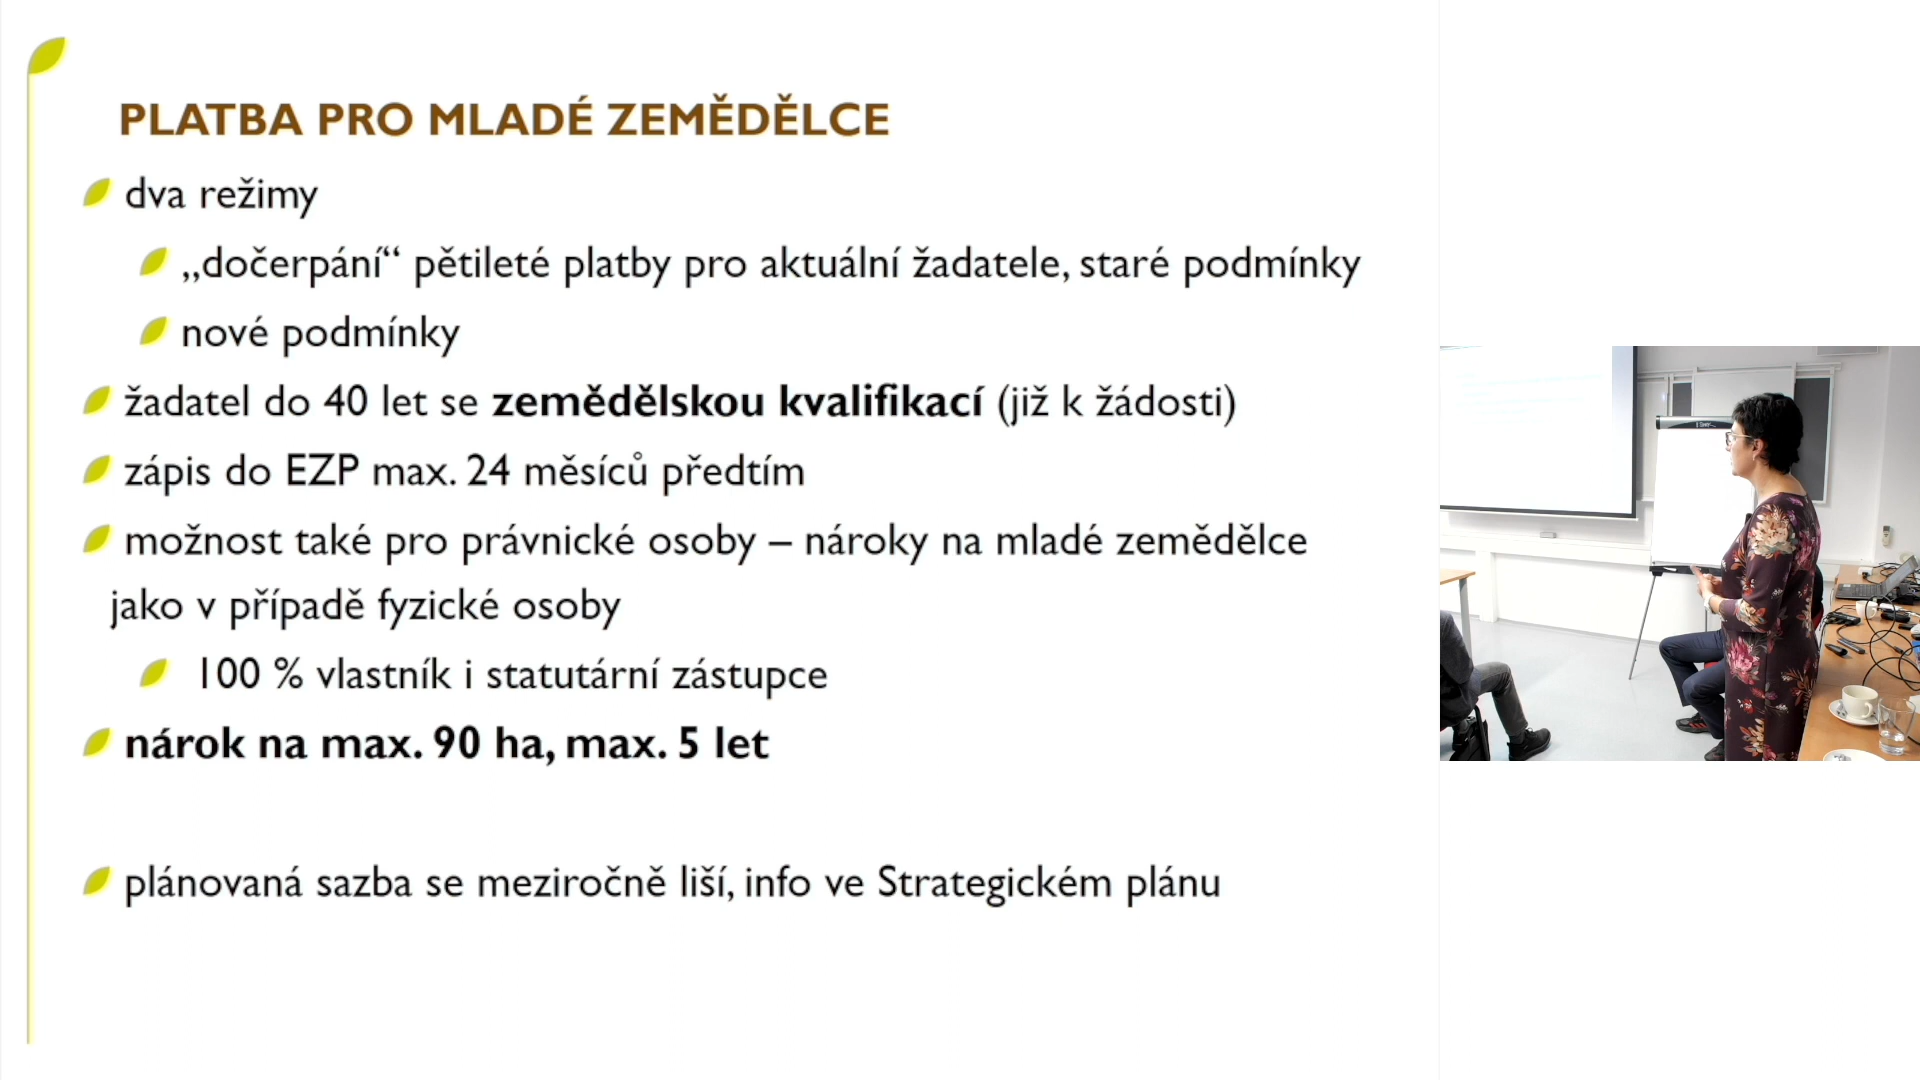 PLATBA PRO MLADÉ ZEMĚDĚLCE
dva režimy
„dočerpání“ pětileté platby pro aktuální žadatele, staré podmínky
nové podmínky
žadatel do 40 let se zemědělskou kvalifikací (již k žádosti)
zápis do EZP max. 24 měsíců předtím
možnost také pro právnické osoby – nároky na mladé zemědělce
jako v případě fyzické osoby
100 % vlastník i statutární zástupce
nárok na max. 90 ha, max. 5 let
plánovaná sazba se meziročně liší, info ve Strategickém plánu